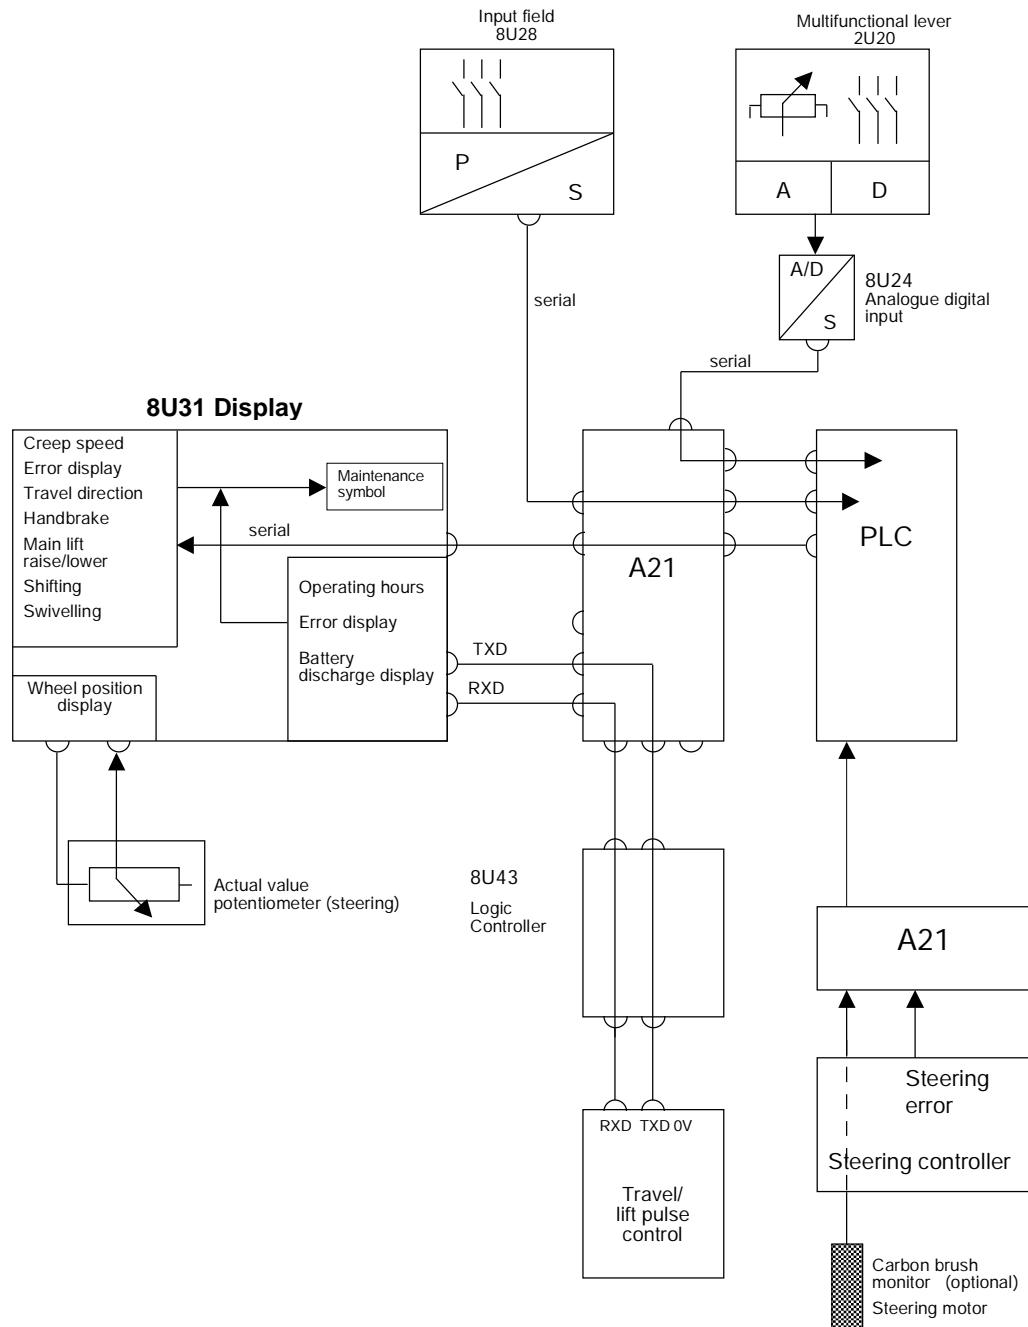 Input field
8U28
Multifunctional lever
2U20
P
S
A
D
A/D
S
8U24
Analogue digital
input
serial
serial
8U31 Display
Creep speed
Error display
Travel direction
Handbrake
Main lift
raise/lower
Shifting
Swivelling
Maintenance
symbol
serial
Operating hours
Error display
Battery
discharge display
Wheel position
display
TXD
RXD
A21
PLC
Actual value
potentiometer (steering)
8U43
Logic
Controller
A21
Steering
error
Steering controller
RXD TXD 0V
Travel/
lift pulse
control
Carbon brush
monitor (optional)
Steering motor